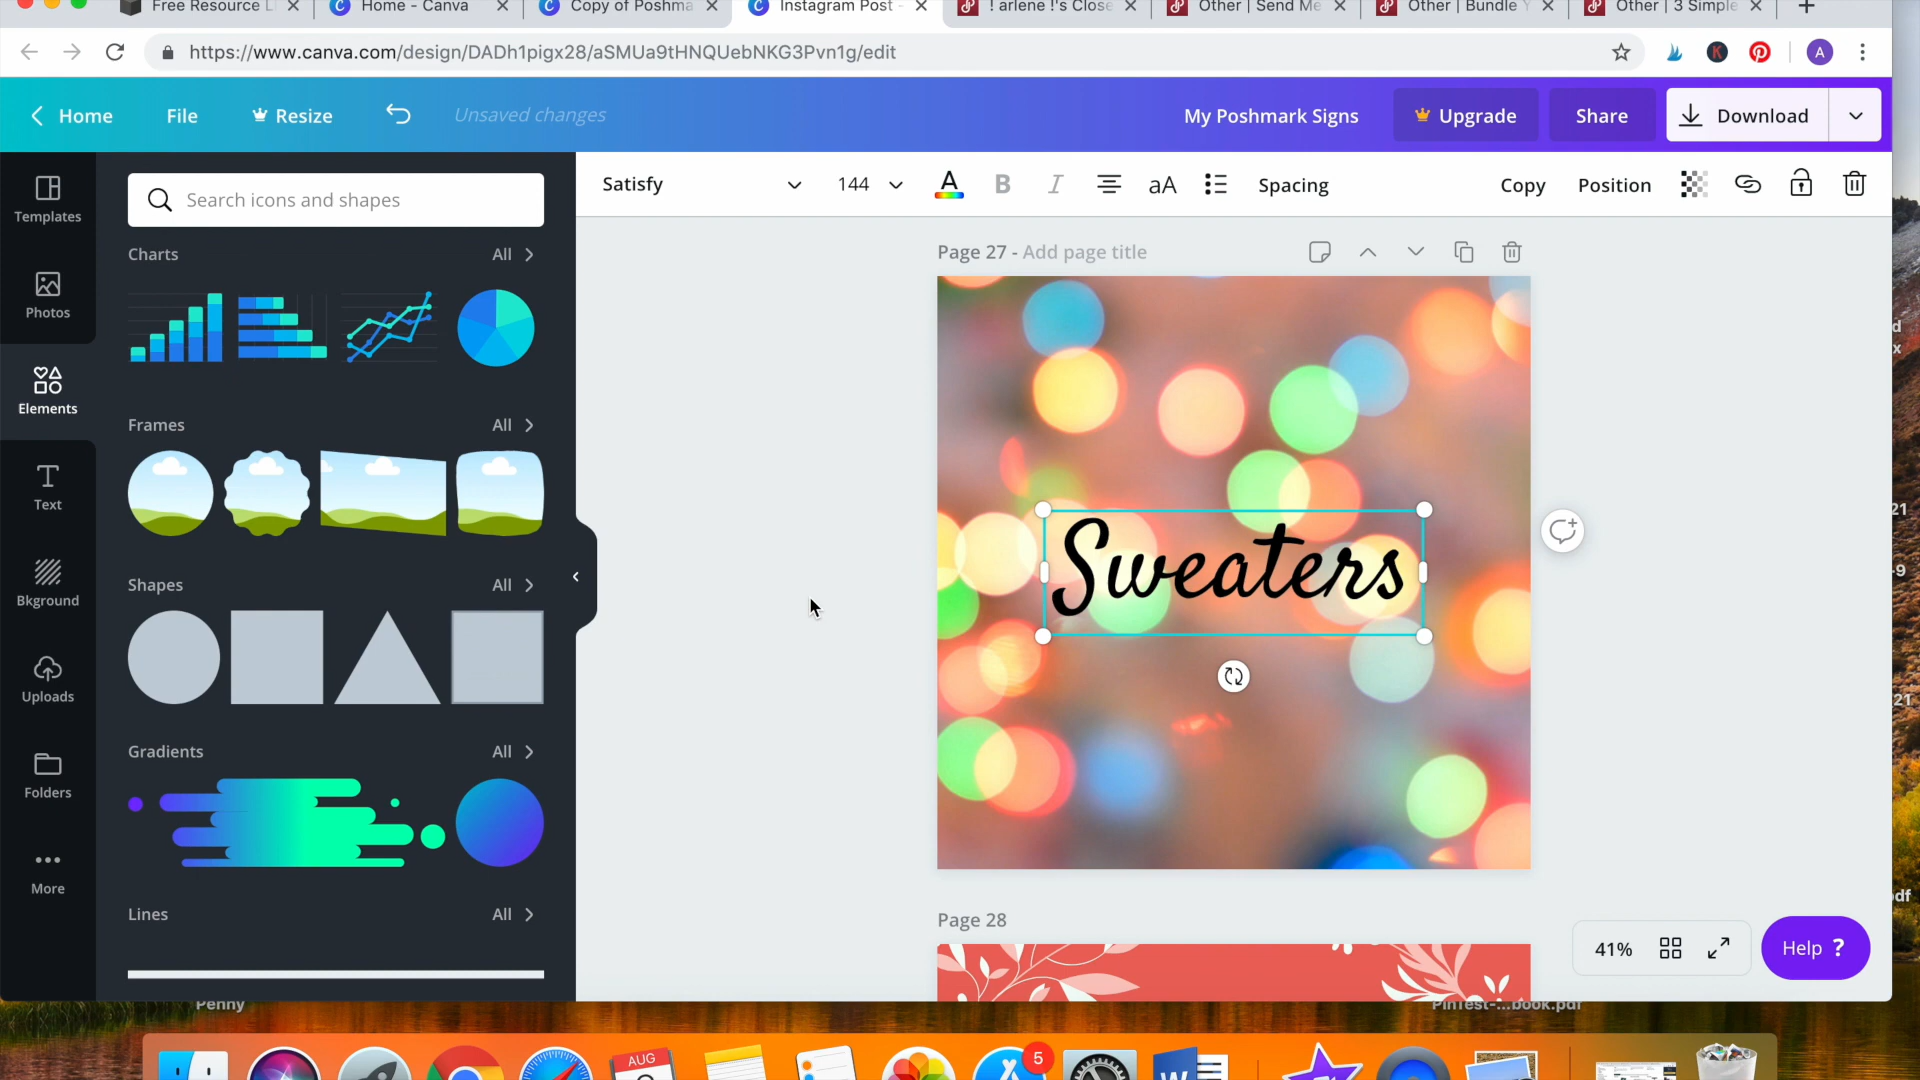 Free Resource L
Home - Canva
Copy of Poshma
Instagram Post -
! arlene !'s Close
Other | Send Me
Other | Bundle Y
Other | 3 Simple
https://www.canva.com/design/DADh1pigx28/aSMUa9tHNQUebNKG3Pvn1g/edit
A
Home
File
Resize
Unsaved changes
My Poshmark Signs
Upgrade
Share
Download
Templates
Photos
Elements
Text
Bkground
Uploads
Folders
More
Search icons and shapes
Charts
All
Frames
All
Shapes
All
Gradients
All
Lines
All
Satisfy
144
A
B
I
aA
Spacing
Copy
Position
Page 27 - Add page title
Sweaters
Page 28
41%
Help ?
Penny
PinTest-...book.pdf
AUG
5
W